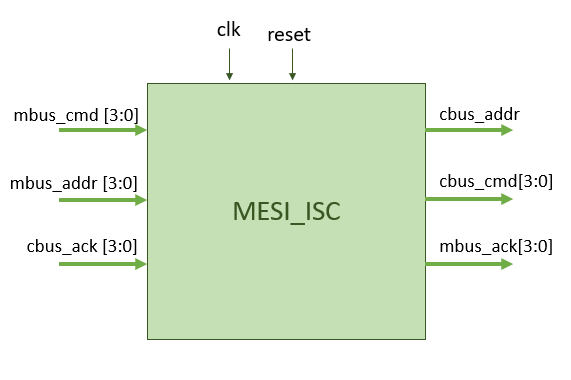 clk
reset
mbus_cmd [3:0]
cbus_addr
mbus_addr [3:0]
cbus_cmd[3:0]
MESI_ISC
cbus_ack [3:0]
mbus_ack[3:0]